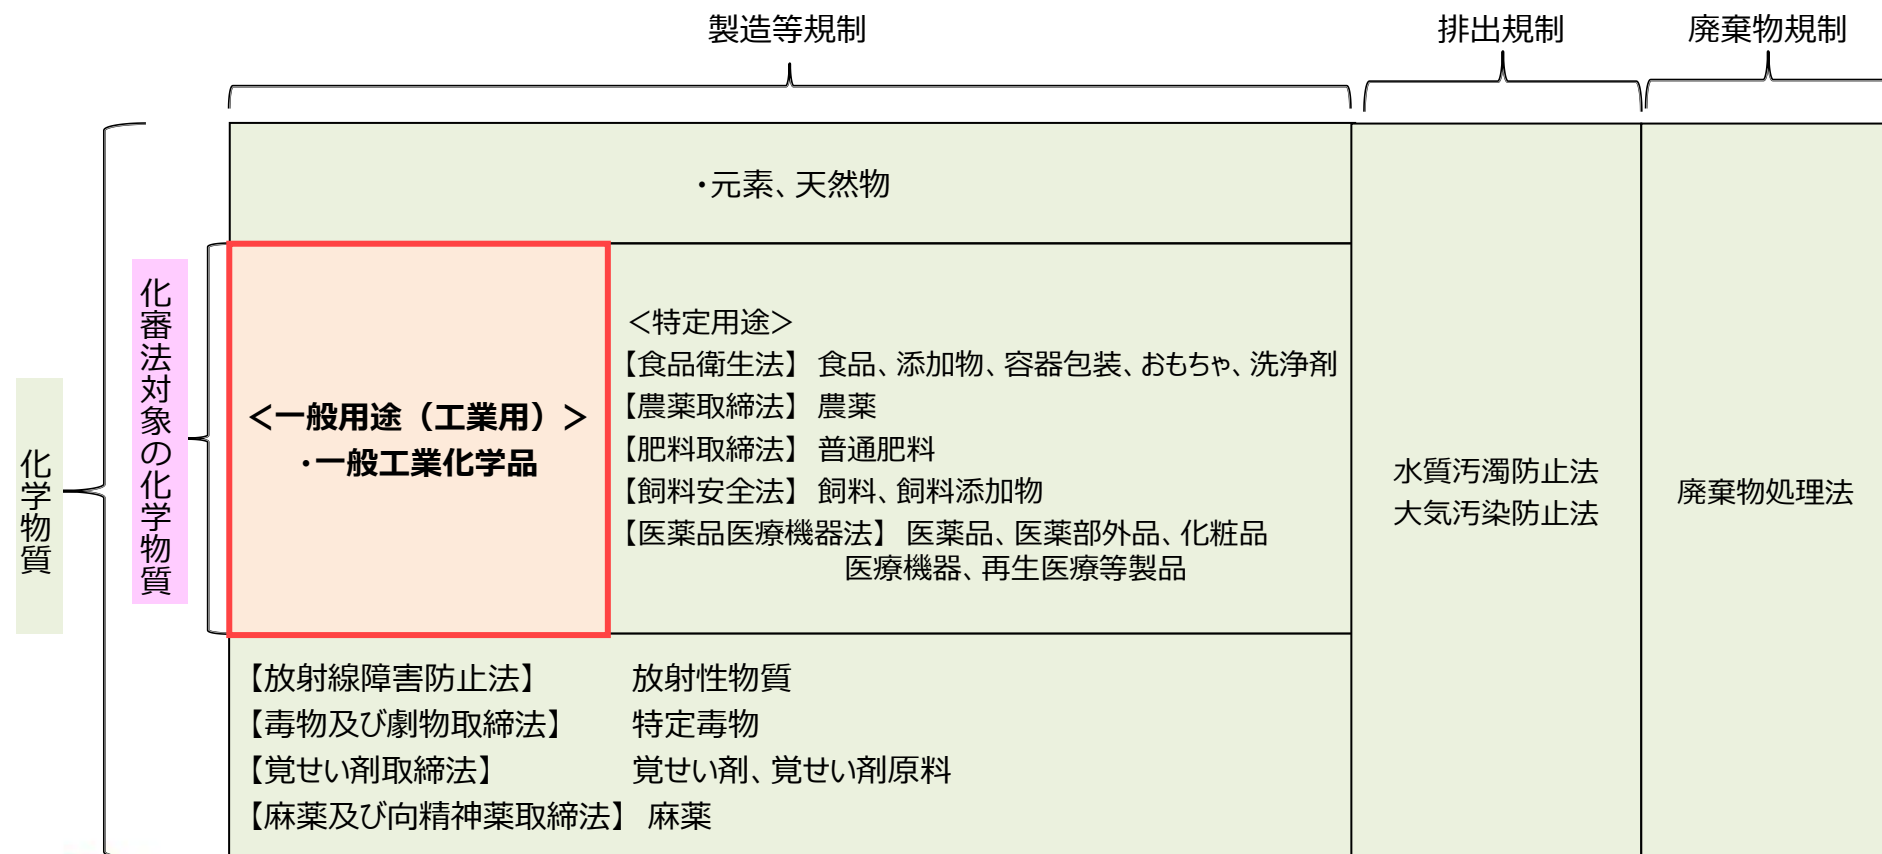 製造等規制
排出規制
廃棄物規制
化学物質
化審法対象の化学物質
・元素、天然物
＜一般用途（工業用）＞
・一般工業化学品
＜特定用途＞
【食品衛生法】 食品、添加物、容器包装、おもちゃ、洗浄剤
【農薬取締法】 農薬
【肥料取締法】 普通肥料
【飼料安全法】 飼料、飼料添加物
【医薬品医療機器法】 医薬品、医薬部外品、化粧品
医療機器、再生医療等製品
【放射線障害防止法】 放射性物質
【毒物及び劇物取締法】 特定毒物
【覚せい剤取締法】 覚せい剤、覚せい剤原料
【麻薬及び向精神薬取締法】 麻薬
水質汚濁防止法
大気汚染防止法
廃棄物処理法